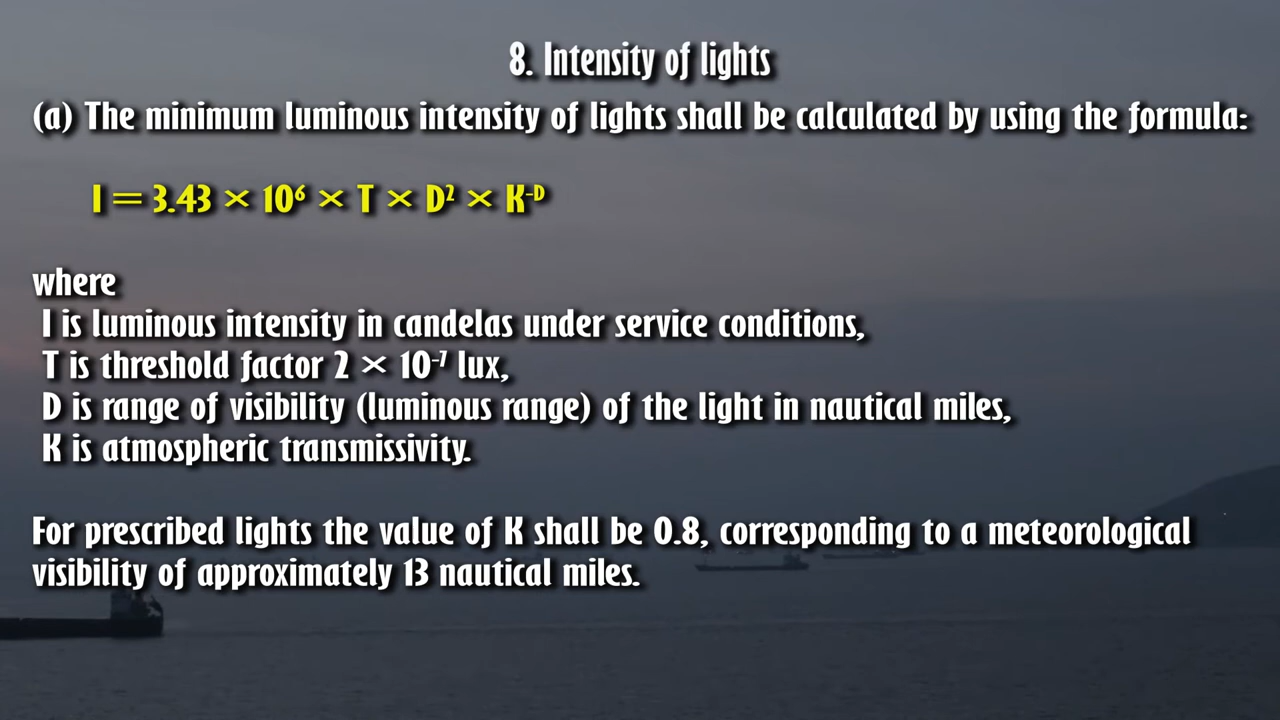 8. Intensity of lights
(a) The minimum luminous intensity of lights shall be calculated by using the formula:
I = 3.43 × 10⁶ × T × D² × K⁻ᴰ
where
I is luminous intensity in candelas under service conditions,
T is threshold factor 2 × 10⁻⁷ lux,
D is range of visibility (luminous range) of the light in nautical miles,
K is atmospheric transmissivity.
For prescribed lights the value of K shall be 0.8, corresponding to a meteorological
visibility of approximately 13 nautical miles.